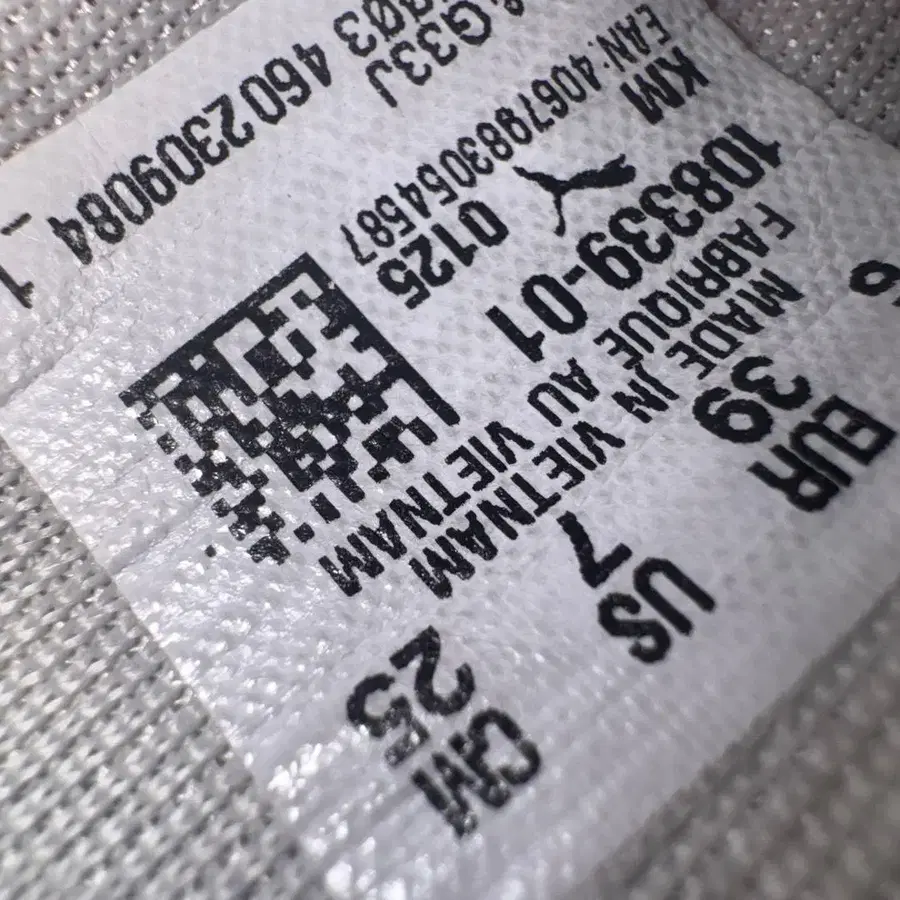 EUR US CM
39 7 25
MADE IN VIETNAM
FABRIQUE AU VIETNAM
108339-01
0125
KM
EAN: 4067983054587
G33J
4602309084